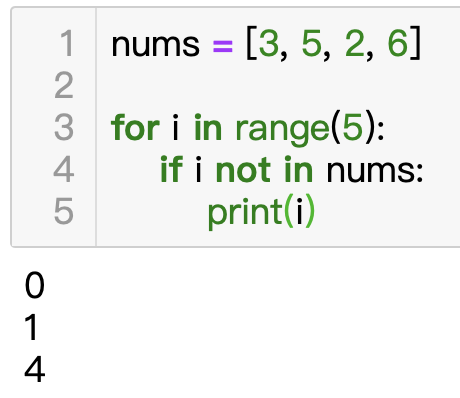 1 nums = [3, 5, 2, 6]
2
3 for i in range(5):
4     if i not in nums:
5         print(i)
0
1
4